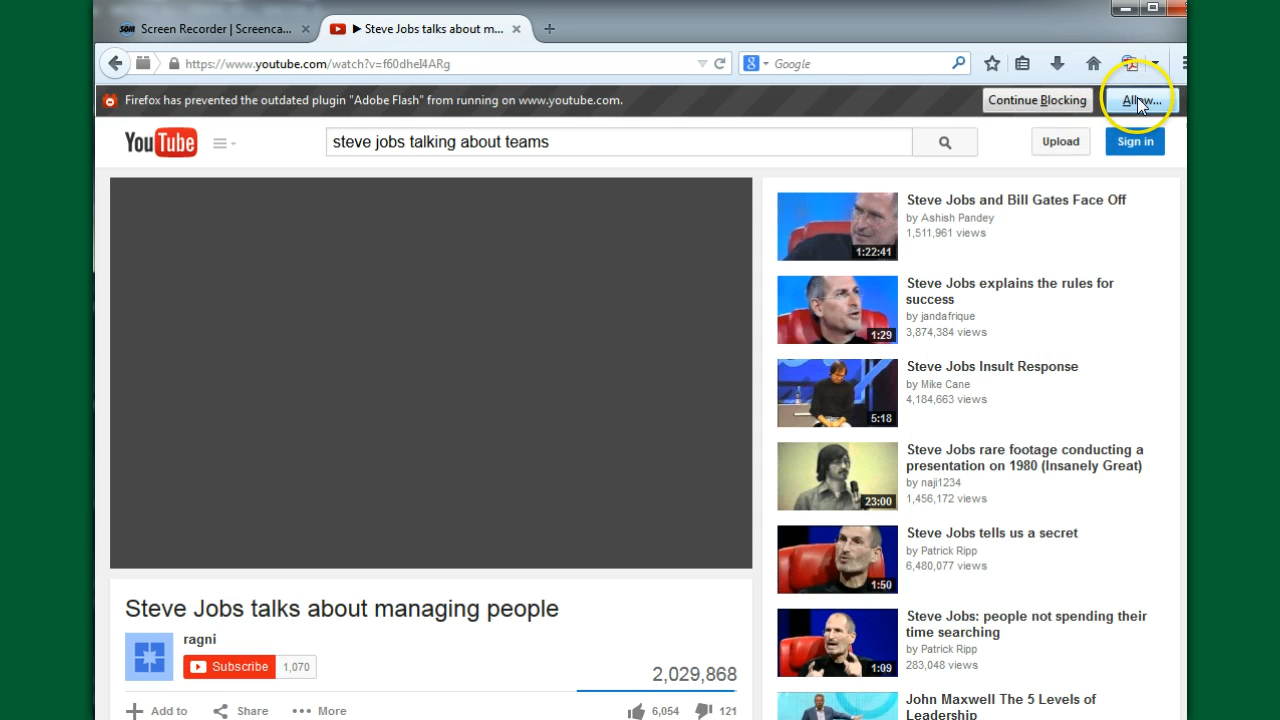 SOM Screen Recorder | Screenca...
▶ Steve Jobs talks about m...
https://www.youtube.com/watch?v=f60dheI4ARg
Google
Firefox has prevented the outdated plugin "Adobe Flash" from running on www.youtube.com.
Continue Blocking
Allow...
YouTube
steve jobs talking about teams
Upload
Sign in
Steve Jobs and Bill Gates Face Off
by Ashish Pandey
1,511,961 views
1:22:41
Steve Jobs explains the rules for
success
by jandafrique
3,874,384 views
1:29
Steve Jobs Insult Response
by Mike Cane
4,184,663 views
5:18
Steve Jobs rare footage conducting a
presentation on 1980 (Insanely Great)
by naji1234
1,456,172 views
23:00
Steve Jobs tells us a secret
by Patrick Ripp
6,480,077 views
1:50
Steve Jobs: people not spending their
time searching
by Patrick Ripp
283,048 views
1:09
John Maxwell The 5 Levels of
Leadership
Steve Jobs talks about managing people
ragni
Subscribe 1,070
2,029,868
Add to Share More
6,054 121